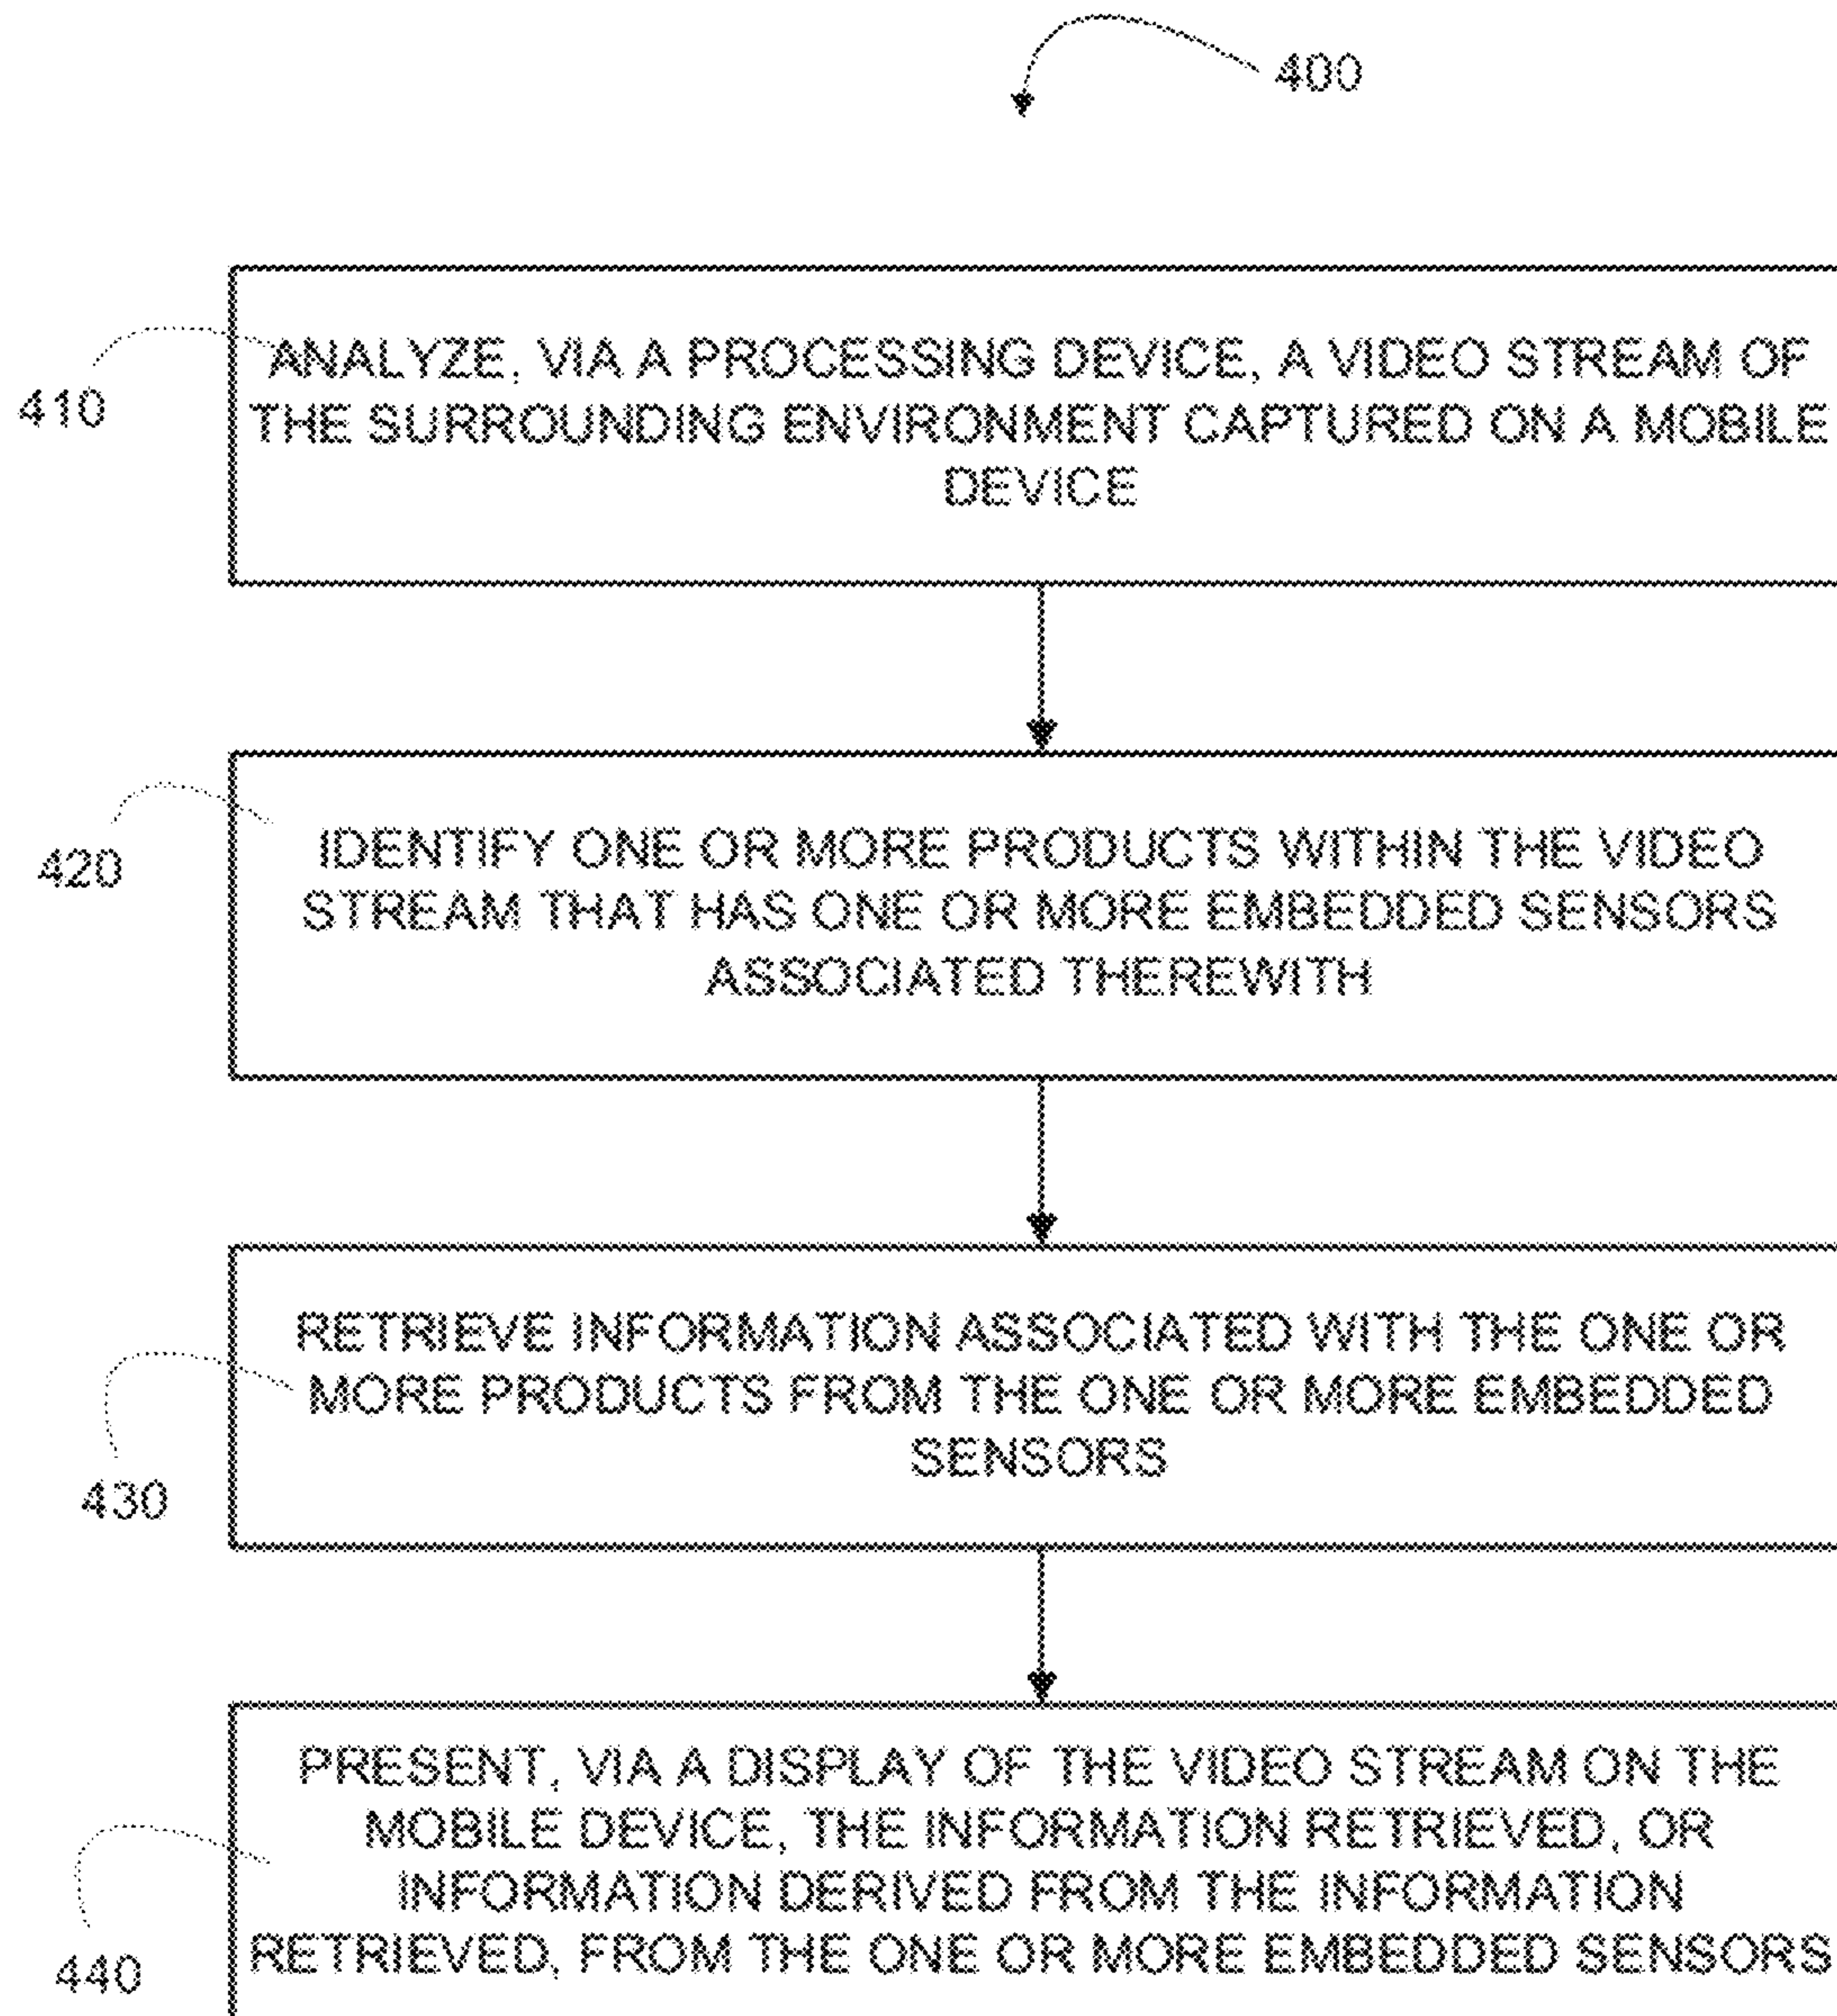 400
410
ANALYZE, VIA A PROCESSING DEVICE, A VIDEO STREAM OF
THE SURROUNDING ENVIRONMENT CAPTURED ON A MOBILE
DEVICE
420
IDENTIFY ONE OR MORE PRODUCTS WITHIN THE VIDEO
STREAM THAT HAS ONE OR MORE EMBEDDED SENSORS
ASSOCIATED THEREWITH
430
RETRIEVE INFORMATION ASSOCIATED WITH THE ONE OR
MORE PRODUCTS FROM THE ONE OR MORE EMBEDDED
SENSORS
440
PRESENT, VIA A DISPLAY OF THE VIDEO STREAM ON THE
MOBILE DEVICE, THE INFORMATION RETRIEVED, OR
INFORMATION DERIVED FROM THE INFORMATION
RETRIEVED, FROM THE ONE OR MORE EMBEDDED SENSORS